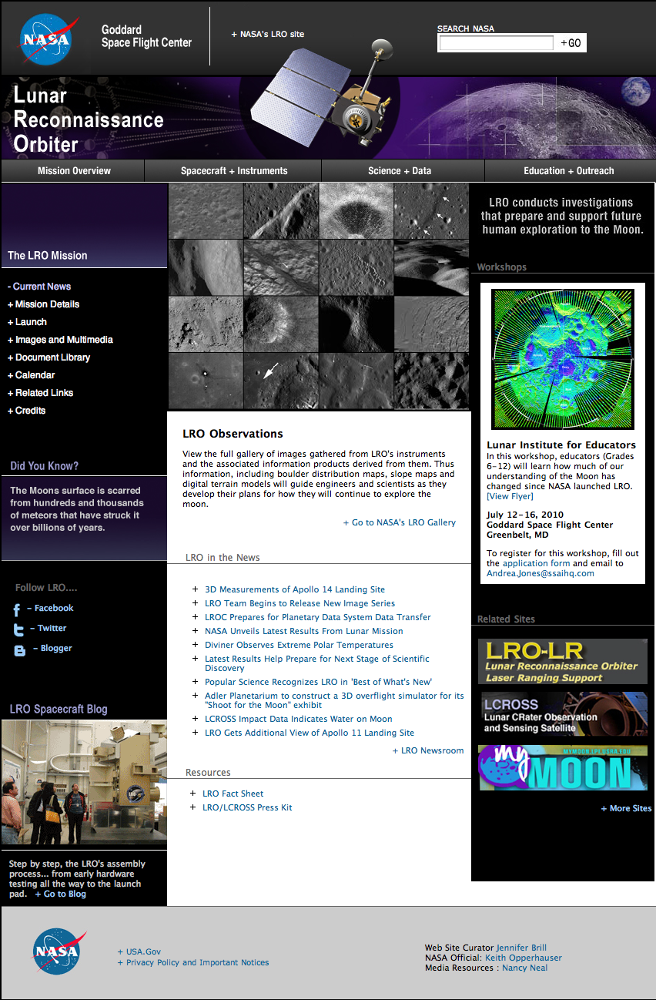 NASA
Goddard
Space Flight Center
+ NASA's LRO site
SEARCH NASA
+GO
Lunar
Reconnaissance
Orbiter
Mission Overview
Spacecraft + Instruments
Science + Data
Education + Outreach
The LRO Mission
- Current News
+ Mission Details
+ Launch
+ Images and Multimedia
+ Document Library
+ Calendar
+ Related Links
+ Credits
Did You Know?
The Moons surface is scarred
from hundreds and thousands
of meteors that have struck it
over billions of years.
Follow LRO....
- Facebook
- Twitter
- Blogger
LRO Spacecraft Blog
Step by step, the LRO's assembly
process... from early hardware
testing all the way to the launch
pad. + Go to Blog
LRO Observations
View the full gallery of images gathered from LRO's instruments
and the associated information products derived from them. Thus
information, including boulder distribution maps, slope maps and
digital terrain models will guide engineers and scientists as they
develop their plans for how they will continue to explore the
moon.
+ Go to NASA's LRO Gallery
LRO in the News
+ 3D Measurements of Apollo 14 Landing Site
+ LRO Team Begins to Release New Image Series
+ LROC Prepares for Planetary Data System Data Transfer
+ NASA Unveils Latest Results From Lunar Mission
+ Diviner Observes Extreme Polar Temperatures
+ Latest Results Help Prepare for Next Stage of Scientific
Discovery
+ Popular Science Recognizes LRO in 'Best of What's New'
+ Adler Planetarium to construct a 3D overflight simulator for its
"Shoot for the Moon" exhibit
+ LCROSS Impact Data Indicates Water on Moon
+ LRO Gets Additional View of Apollo 11 Landing Site
+ LRO Newsroom
Resources
+ LRO Fact Sheet
+ LRO/LCROSS Press Kit
LRO conducts investigations
that prepare and support future
human exploration to the Moon.
Workshops
Lunar Institute for Educators
In this workshop, educators (Grades
6-12) will learn how much of our
understanding of the Moon has
changed since NASA launched LRO.
[View Flyer]
July 12-16, 2010
Goddard Space Flight Center
Greenbelt, MD
To register for this workshop, fill out
the application form and email to
Andrea.Jones@ssaihq.com
Related Sites
LRO-LR
Lunar Reconnaissance Orbiter
Laser Ranging Support
LCROSS
Lunar CRater Observation
and Sensing Satellite
my
MYMOON.LPI.USRA.EDU
MOON
+ More Sites
NASA
+ USA.Gov
+ Privacy Policy and Important Notices
Web Site Curator Jennifer Brill
NASA Official: Keith Opperhauser
Media Resources : Nancy Neal